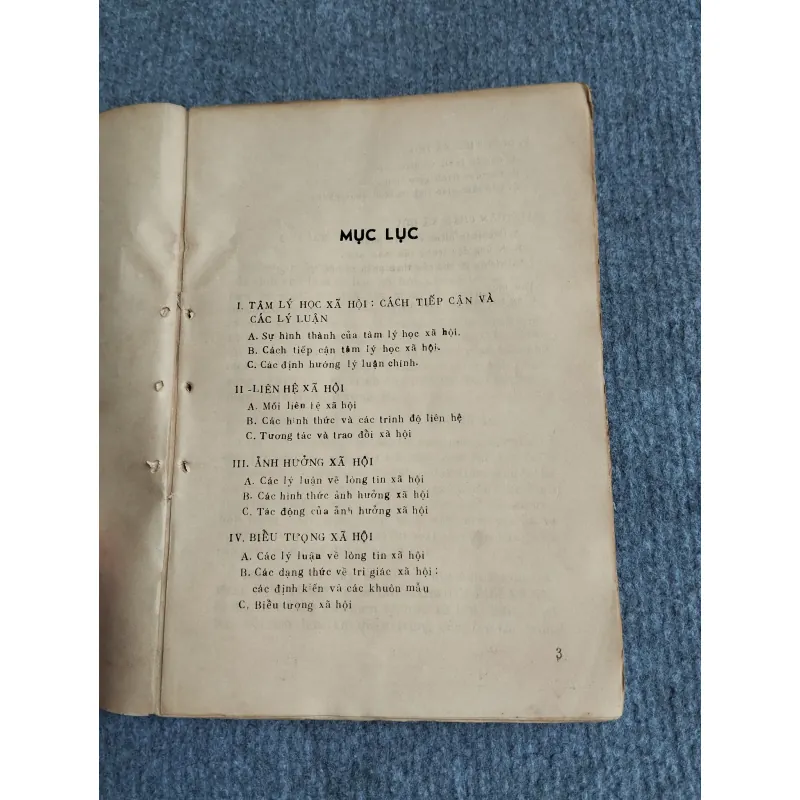 MỤC LỤC
I. TÂM LÝ HỌC XÃ HỘI : CÁCH TIẾP CẬN VÀ
CÁC LÝ LUẬN
A. Sự hình thành của tâm lý học xã hội.
B. Cách tiếp cận tâm lý học xã hội.
C. Các định hướng lý luận chính.
II -LIÊN HỆ XÃ HỘI
A. Mối liên hệ xã hội
B. Các hình thức và các trình độ liên hệ
C. Tương tác và trao đổi xã hội
III. ẢNH HƯỞNG XÃ HỘI
A. Các lý luận về lòng tin xã hội
B. Các hình thức ảnh hưởng xã hội
C. Tác động của ảnh hưởng xã hội
IV. BIỂU TƯỢNG XÃ HỘI
A. Các lý luận về lòng tin xã hội
B. Các dạng thức về tri giác xã hội :
các định kiến và các khuôn mẫu
C. Biểu tượng xã hội
3